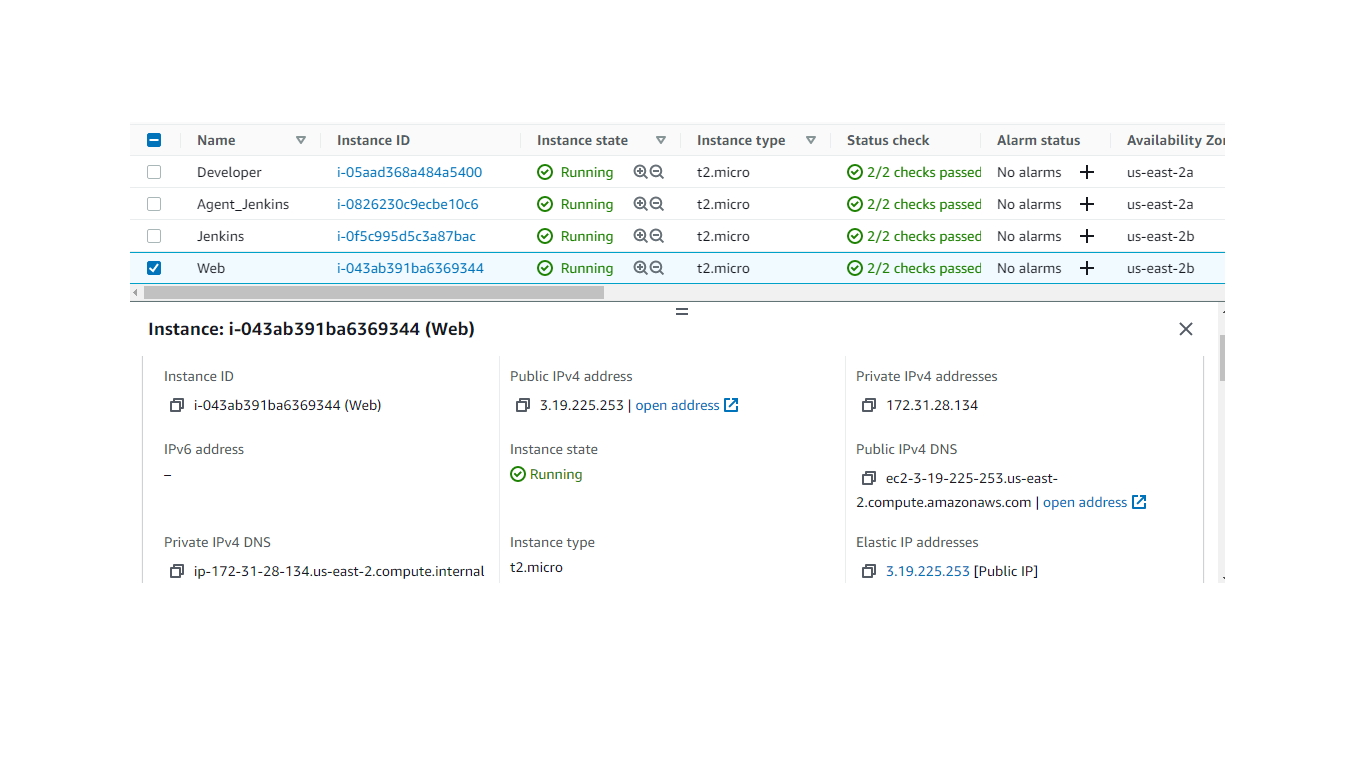 Name Instance ID Instance state Instance type Status check Alarm status Availability Zon
Developer i-05aad368a484a5400 Running t2.micro 2/2 checks passed No alarms us-east-2a
Agent_Jenkins i-0826230c9ecbe10c6 Running t2.micro 2/2 checks passed No alarms us-east-2a
Jenkins i-0f5c995d5c3a87bac Running t2.micro 2/2 checks passed No alarms us-east-2b
Web i-043ab391ba6369344 Running t2.micro 2/2 checks passed No alarms us-east-2b
Instance: i-043ab391ba6369344 (Web)
Instance ID
i-043ab391ba6369344 (Web)
Public IPv4 address
3.19.225.253 | open address
Private IPv4 addresses
172.31.28.134
IPv6 address
–
Instance state
Running
Public IPv4 DNS
ec2-3-19-225-253.us-east-
2.compute.amazonaws.com | open address
Private IPv4 DNS
ip-172-31-28-134.us-east-2.compute.internal
Instance type
t2.micro
Elastic IP addresses
3.19.225.253 [Public IP]